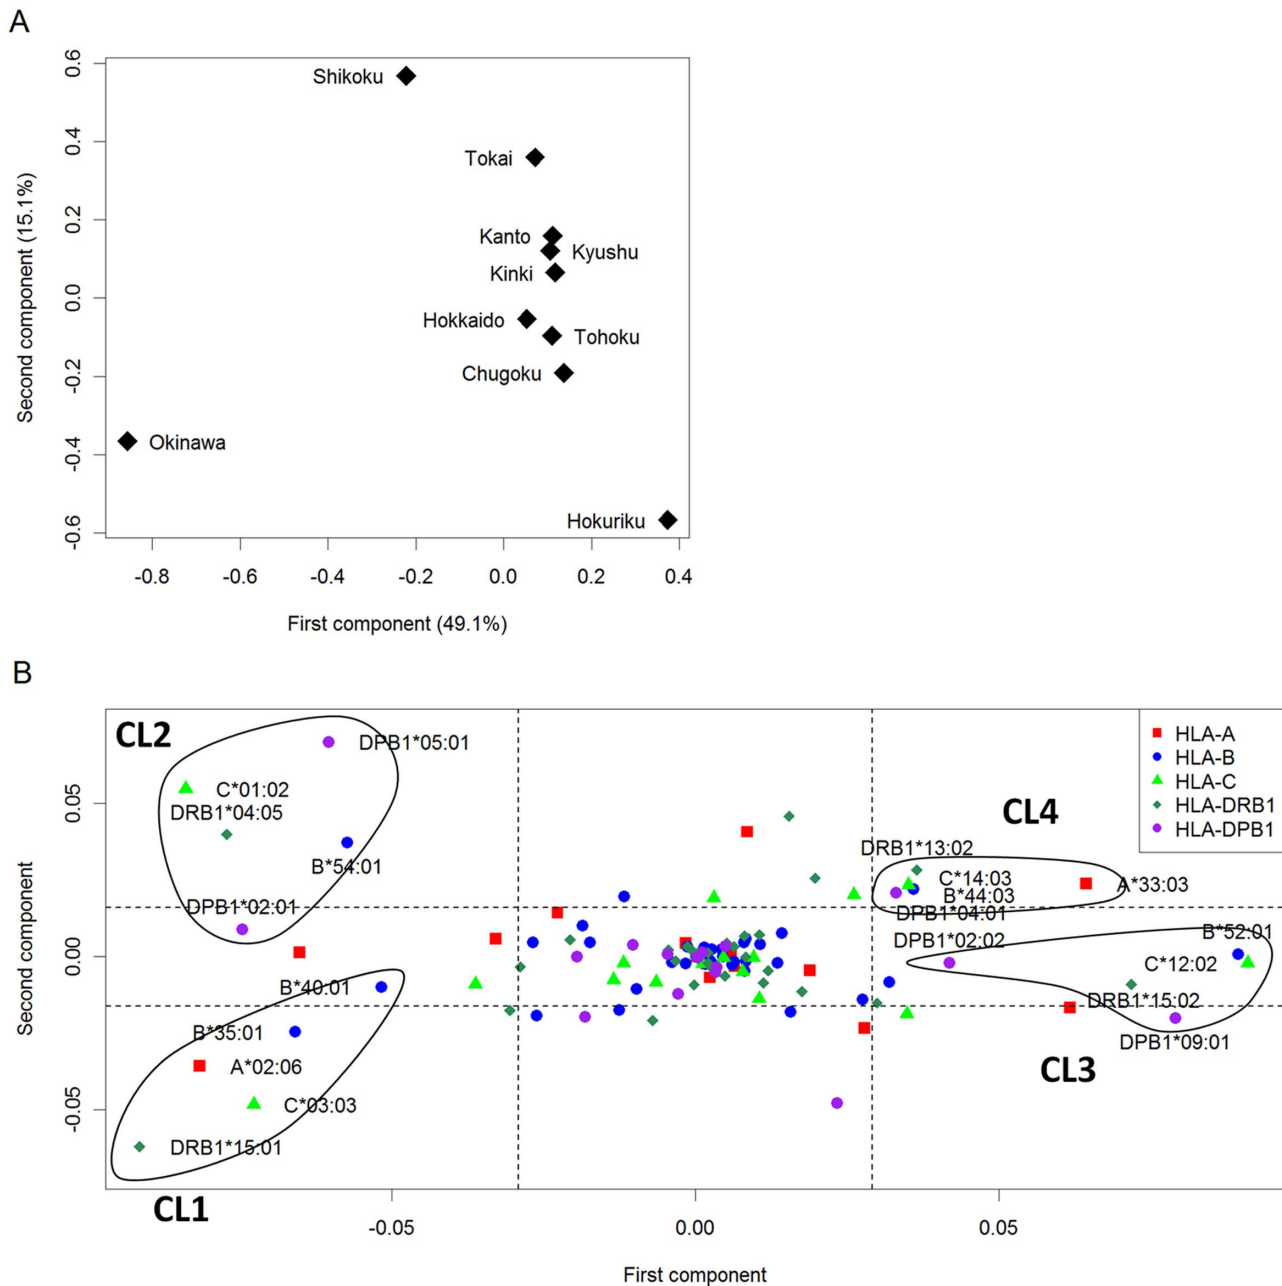 A
0.6
0.4
0.2
0.0
-0.2
-0.4
-0.6
Second component (15.1%)
Shikoku
Tokai
Kanto
Kyushu
Kinki
Hokkaido
Tohoku
Chugoku
Okinawa
Hokuriku
-0.8 -0.6 -0.4 -0.2 0.0 0.2 0.4
First component (49.1%)
B
CL2
DPB1*05:01
C*01:02
DRB1*04:05
B*54:01
DPB1*02:01
HLA-A
HLA-B
HLA-C
HLA-DRB1
HLA-DPB1
CL4
DRB1*13:02
C*14:03
A*33:03
B*44:03
DPB1*04:01
DPB1*02:02
B*52:01
C*12:02
DRB1*15:02
DPB1*09:01
CL3
B*40:01
B*35:01
A*02:06
C*03:03
DRB1*15:01
CL1
0.05
0.00
-0.05
Second component
-0.05 0.00 0.05
First component